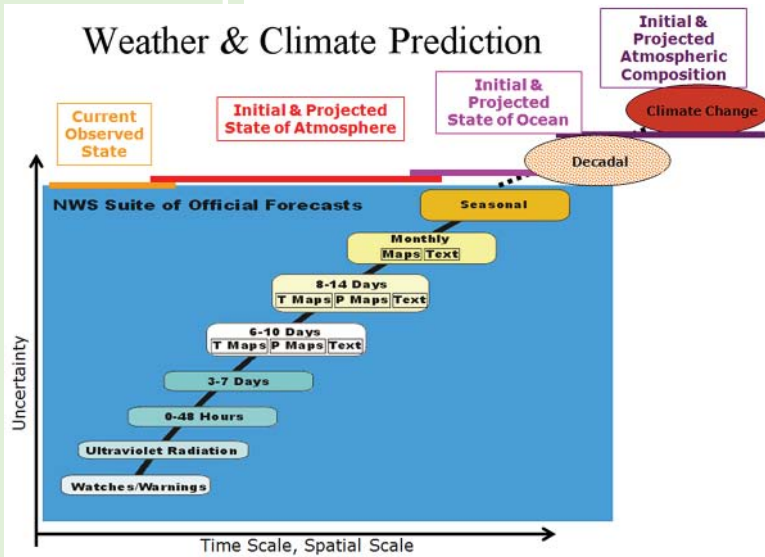 Weather & Climate Prediction
Initial &
Projected
Atmospheric
Composition
Initial &
Projected
State of Ocean
Initial & Projected
State of Atmosphere
Current
Observed
State
Climate Change
Decadal
NWS Suite of Official Forecasts
Seasonal
Monthly
Maps Text
8-14 Days
T Maps P Maps Text
6-10 Days
T Maps P Maps Text
3-7 Days
0-48 Hours
Ultraviolet Radiation
Watches/Warnings
Uncertainty
Time Scale, Spatial Scale